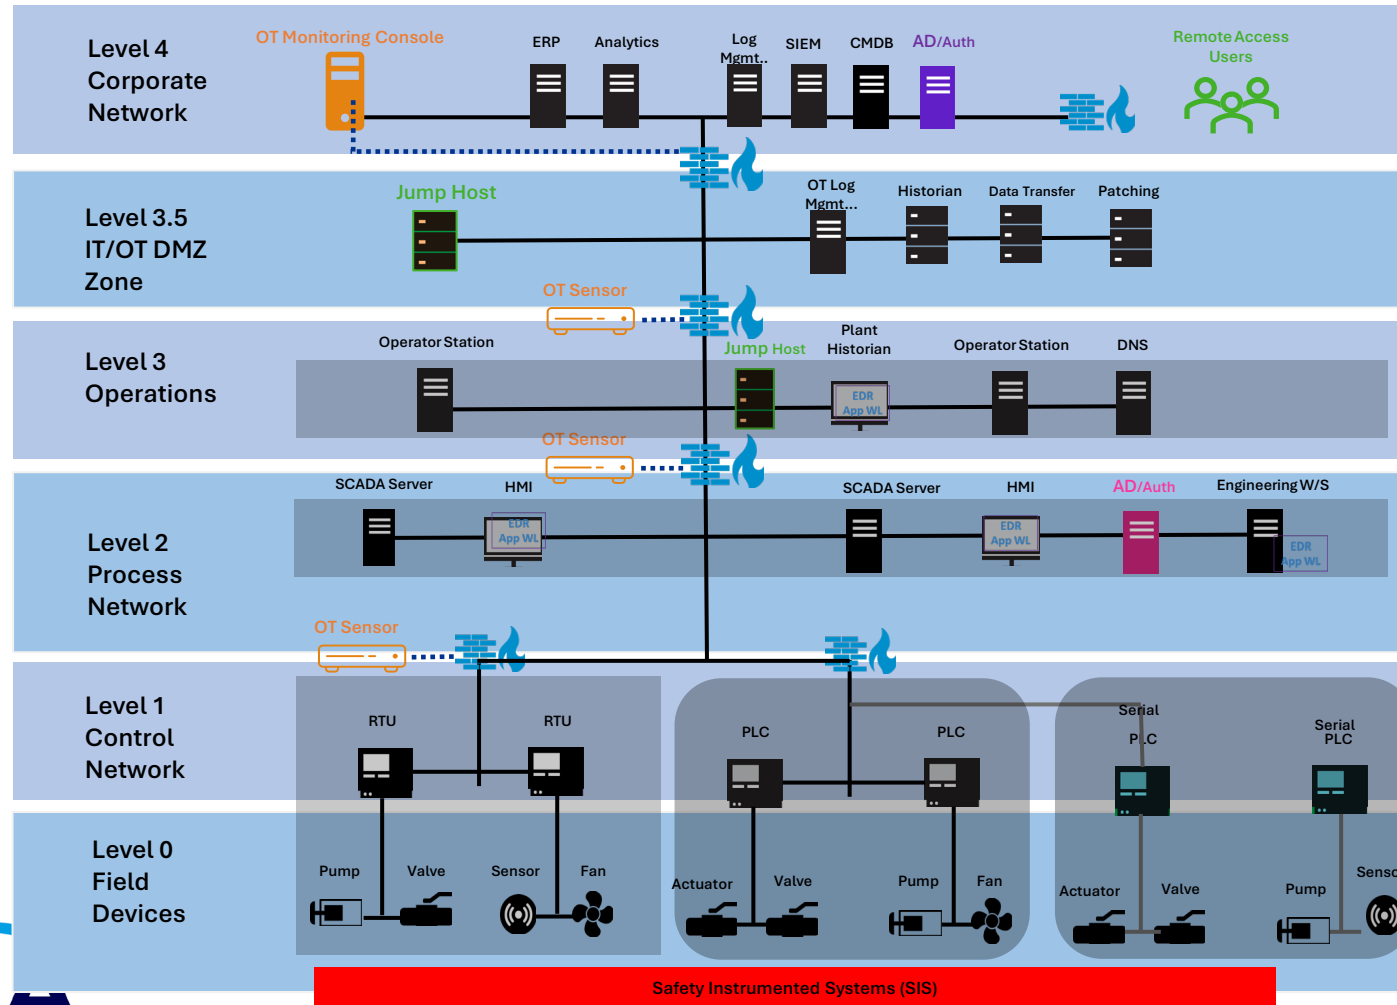 Level 4
Corporate
Network
OT Monitoring Console
ERP
Analytics
Log
Mgmt..
SIEM
CMDB
AD/Auth
Remote Access
Users
Level 3.5
IT/OT DMZ
Zone
Jump Host
OT Log
Mgmt...
Historian
Data Transfer
Patching
OT Sensor
Level 3
Operations
Operator Station
Jump Host
Plant
Historian
EDR
App WL
Operator Station
DNS
OT Sensor
Level 2
Process
Network
SCADA Server
HMI
EDR
App WL
SCADA Server
HMI
EDR
App WL
AD/Auth
Engineering W/S
EDR
App WL
OT Sensor
Level 1
Control
Network
RTU
RTU
PLC
PLC
Serial
PLC
Serial
PLC
Level 0
Field
Devices
Pump
Valve
Sensor
Fan
Actuator
Valve
Pump
Fan
Actuator
Valve
Pump
Senso
Safety Instrumented Systems (SIS)